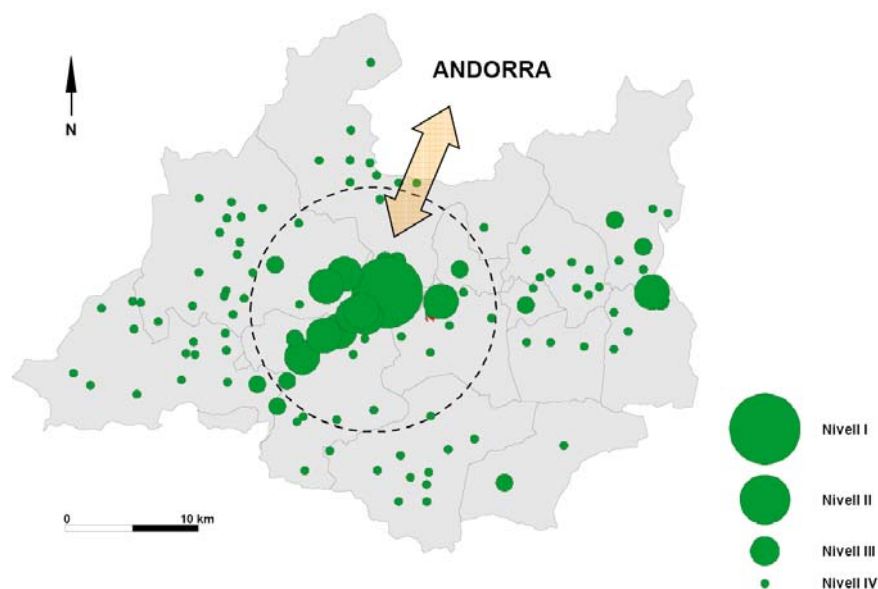 ANDORRA
N
0 10 km
Nivell I
Nivell II
Nivell III
Nivell IV